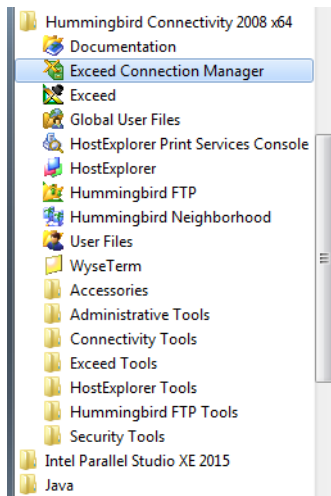 Hummingbird Connectivity 2008 x64
Documentation
Exceed Connection Manager
Exceed
Global User Files
HostExplorer Print Services Console
HostExplorer
Hummingbird FTP
Hummingbird Neighborhood
User Files
WyseTerm
Accessories
Administrative Tools
Connectivity Tools
Exceed Tools
HostExplorer Tools
Hummingbird FTP Tools
Security Tools
Intel Parallel Studio XE 2015
Java